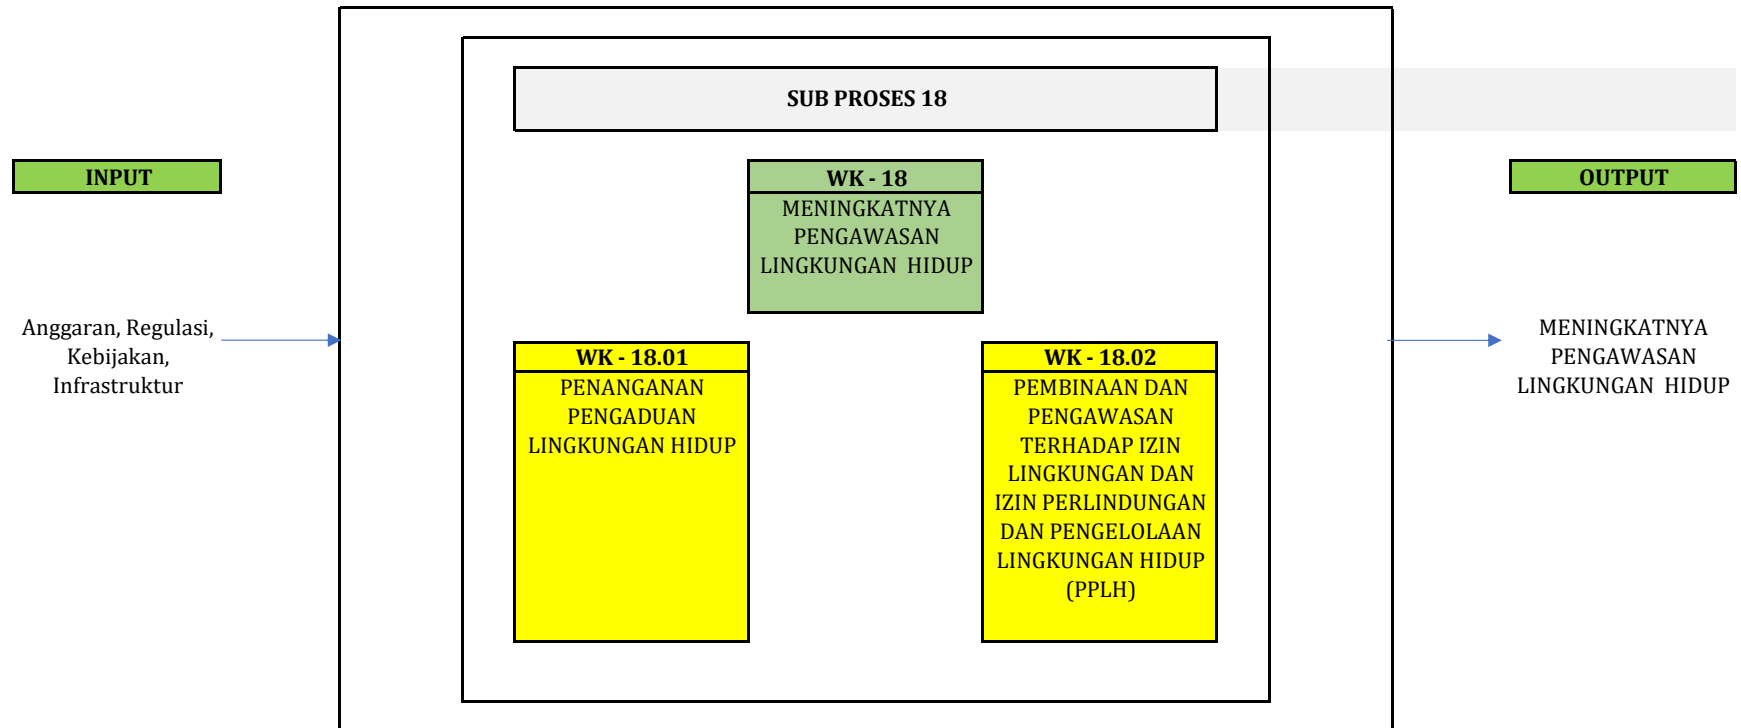 SUB PROSES 18
INPUT
WK - 18
OUTPUT
MENINGKATNYA
PENGAWASAN
LINGKUNGAN HIDUP
Anggaran, Regulasi,
Kebijakan,
Infrastruktur
WK - 18.01
PENANGANAN
PENGADUAN
LINGKUNGAN HIDUP
WK - 18.02
PEMBINAAN DAN
PENGAWASAN
TERHADAP IZIN
LINGKUNGAN DAN
IZIN PERLINDUNGAN
DAN PENGELOLAAN
LINGKUNGAN HIDUP
(PPLH)
MENINGKATNYA
PENGAWASAN
LINGKUNGAN HIDUP